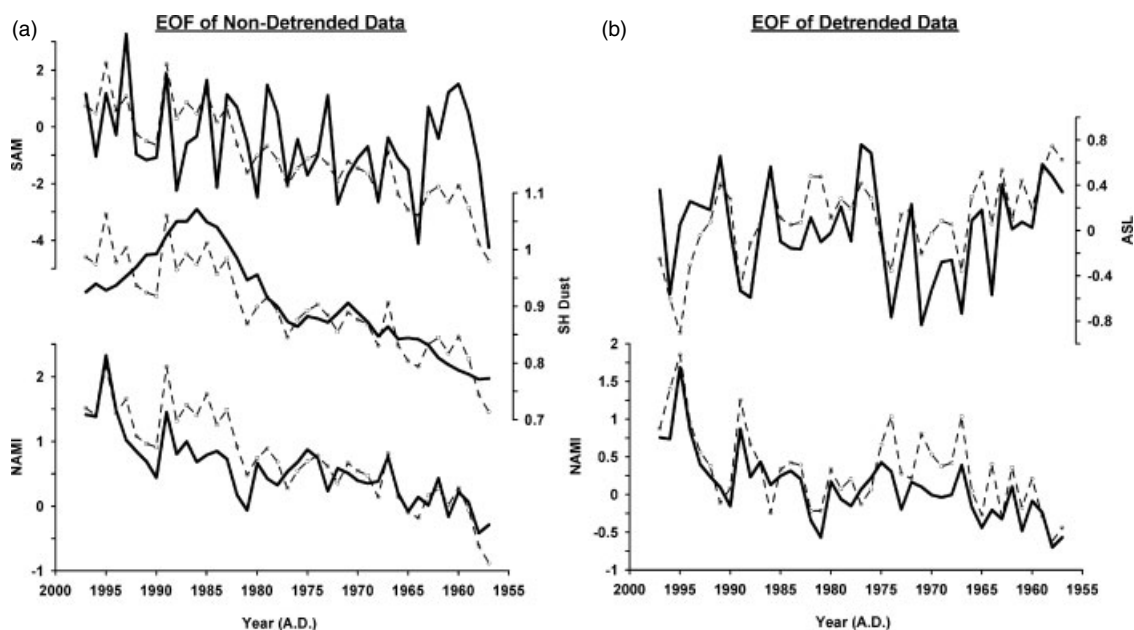 (a)
EOF of Non-Detrended Data
2
0
-2
-4
SAM
1.1
1
0.9
0.8
0.7
SH Dust
2
1
0
-1
NAMI
2000 1995 1990 1985 1980 1975 1970 1965 1960 1955
Year (A.D.)
(b)
EOF of Detrended Data
0.8
0.4
0
-0.4
-0.8
ASL
2
1.5
1
0.5
0
-0.5
-1
NAMI
2000 1995 1990 1985 1980 1975 1970 1965 1960 1955
Year (A.D.)